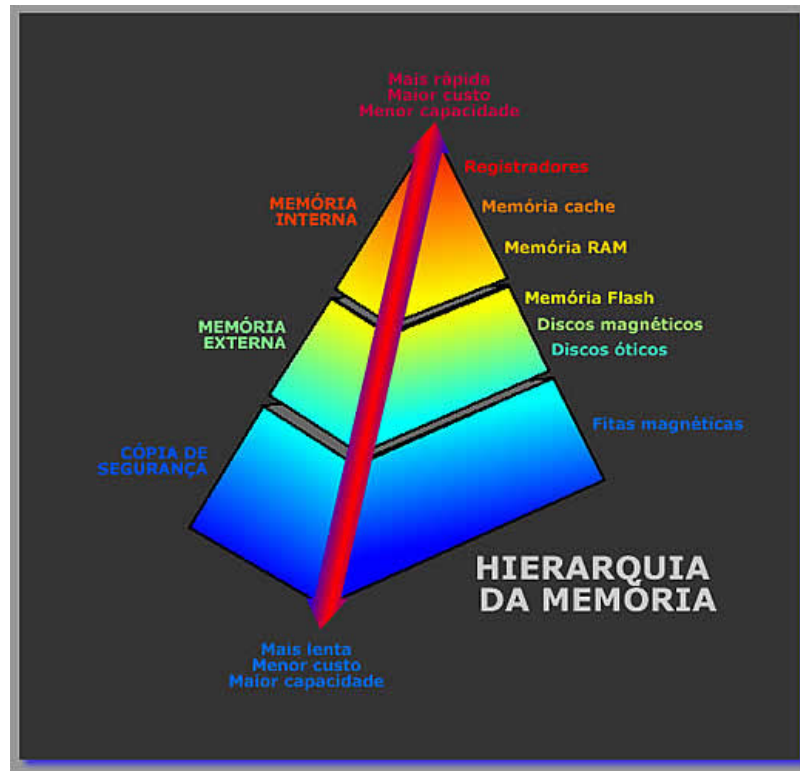 Mais rápida
Maior custo
Menor capacidade
Registradores
MEMÓRIA
INTERNA
Memória cache
Memória RAM
Memória Flash
MEMÓRIA
EXTERNA
Discos magnéticos
Discos óticos
Fitas magnéticas
CÓPIA DE
SEGURANÇA
HIERARQUIA
DA MEMÓRIA
Mais lenta
Menor custo
Maior capacidade